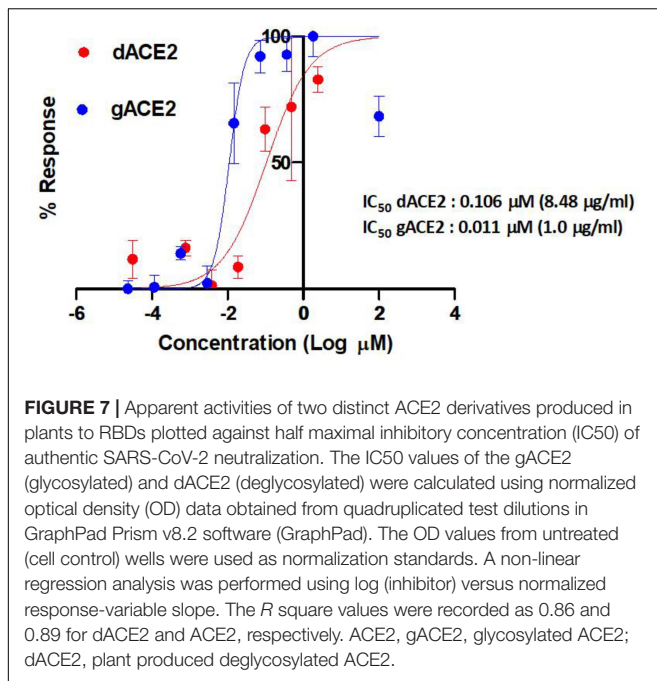 dACE2
gACE2
% Response
100
50
IC50 dACE2 : 0.106 µM (8.48 µg/ml)
IC50 gACE2 : 0.011 µM (1.0 µg/ml)
-6 -4 -2 0 2 4
Concentration (Log µM)
FIGURE 7 | Apparent activities of two distinct ACE2 derivatives produced in
plants to RBDs plotted against half maximal inhibitory concentration (IC50) of
authentic SARS-CoV-2 neutralization. The IC50 values of the gACE2
(glycosylated) and dACE2 (deglycosylated) were calculated using normalized
optical density (OD) data obtained from quadruplicated test dilutions in
GraphPad Prism v8.2 software (GraphPad). The OD values from untreated
(cell control) wells were used as normalization standards. A non-linear
regression analysis was performed using log (inhibitor) versus normalized
response-variable slope. The R square values were recorded as 0.86 and
0.89 for dACE2 and ACE2, respectively. ACE2, gACE2, glycosylated ACE2;
dACE2, plant produced deglycosylated ACE2.